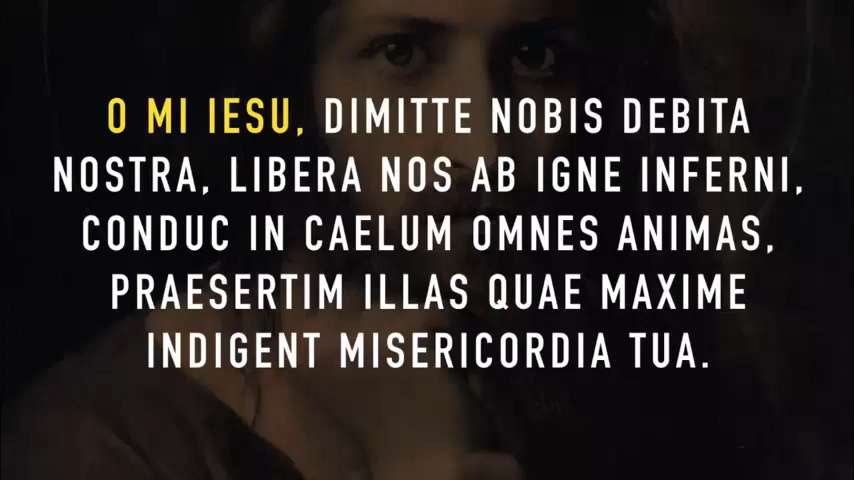 O MI IESU, DIMITTE NOBIS DEBITA
NOSTRA, LIBERA NOS AB IGNE INFERNI,
CONDUC IN CAELUM OMNES ANIMAS,
PRAESERTIM ILLAS QUAE MAXIME
INDIGENT MISERICORDIA TUA.